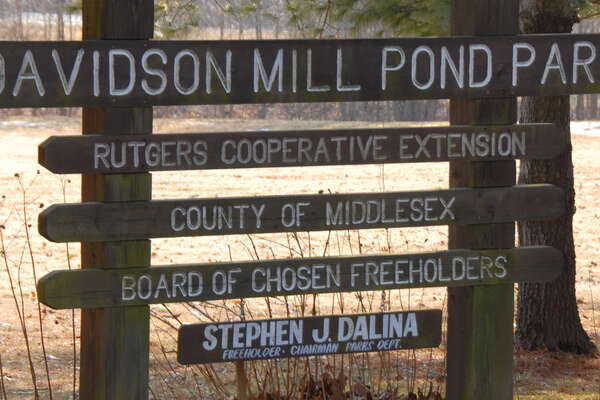 DAVIDSON MILL POND PARK
RUTGERS COOPERATIVE EXTENSION
COUNTY OF MIDDLESEX
BOARD OF CHOSEN FREEHOLDERS
STEPHEN J. DALINA
FREEHOLDER - CHAIRMAN PARKS DEPT.